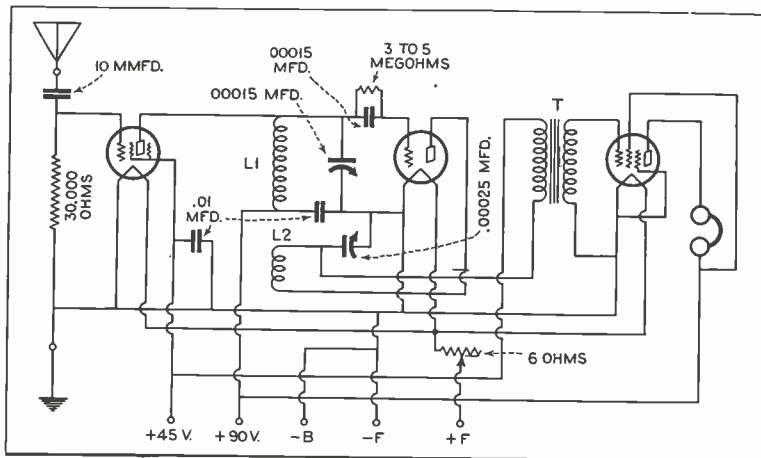 10 MMFD.
30,000
OHMS
.01
MFD.
L1
L2
.00015
MFD.
.00015 MFD.
3 TO 5
MEGOHMS
.00025 MFD.
T
6 OHMS
+45 V.
+90 V.
-B
-F
+F